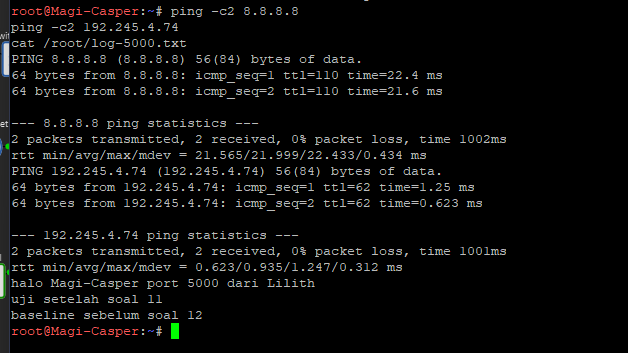 root@Magi-Casper:~# ping -c2 8.8.8.8
ping -c2 192.245.4.74
cat /root/log-5000.txt
PING 8.8.8.8 (8.8.8.8) 56(84) bytes of data.
64 bytes from 8.8.8.8: icmp_seq=1 ttl=110 time=22.4 ms
64 bytes from 8.8.8.8: icmp_seq=2 ttl=110 time=21.6 ms

--- 8.8.8.8 ping statistics ---
2 packets transmitted, 2 received, 0% packet loss, time 1002ms
rtt min/avg/max/mdev = 21.565/21.999/22.433/0.434 ms
PING 192.245.4.74 (192.245.4.74) 56(84) bytes of data.
64 bytes from 192.245.4.74: icmp_seq=1 ttl=62 time=1.25 ms
64 bytes from 192.245.4.74: icmp_seq=2 ttl=62 time=0.623 ms

--- 192.245.4.74 ping statistics ---
2 packets transmitted, 2 received, 0% packet loss, time 1001ms
rtt min/avg/max/mdev = 0.623/0.935/1.247/0.312 ms
halo Magi-Casper port 5000 dari Lilith
uji setelah soal 11
baseline sebelum soal 12
root@Magi-Casper:~#